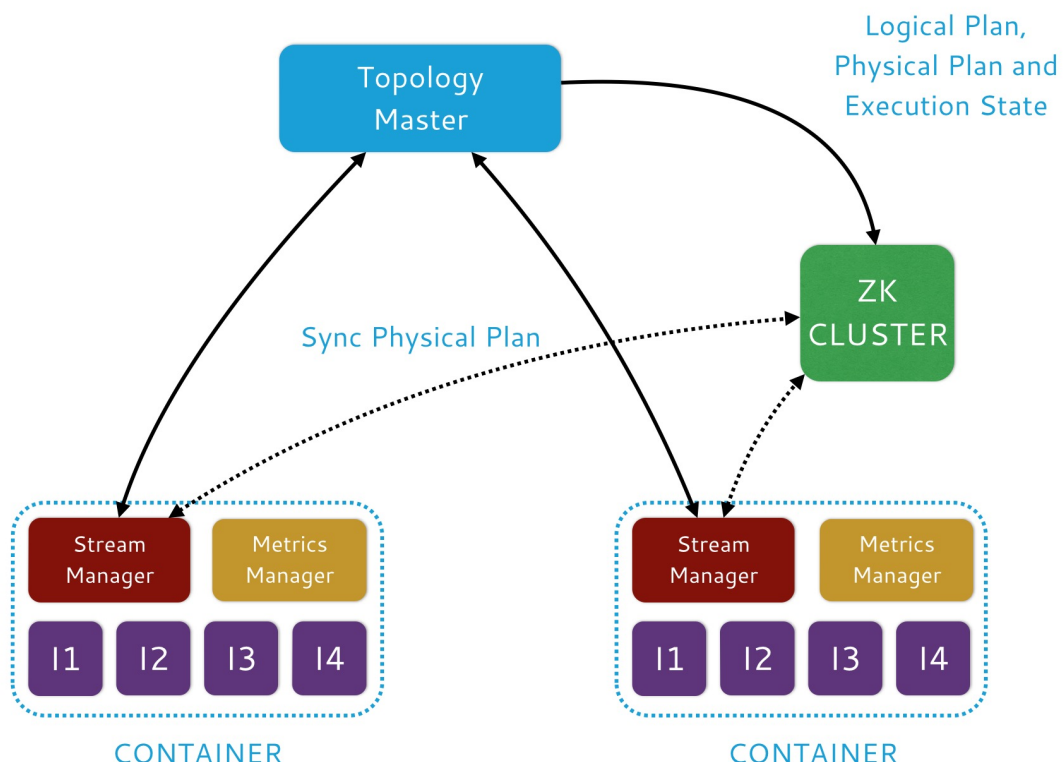 Logical Plan,
Physical Plan and
Execution State
Topology
Master
ZK
CLUSTER
Sync Physical Plan
Stream
Manager
Metrics
Manager
I1
I2
I3
I4
CONTAINER
Stream
Manager
Metrics
Manager
I1
I2
I3
I4
CONTAINER